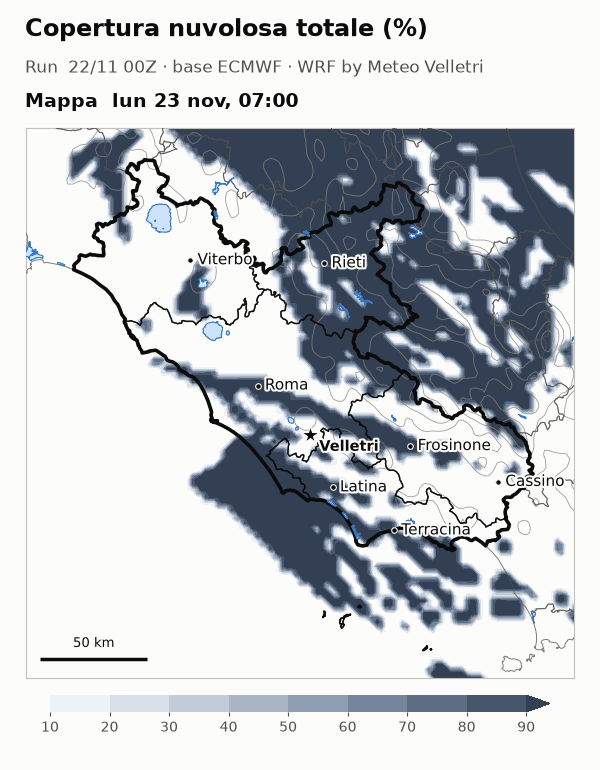 Copertura nuvolosa totale (%)
Run 22/11 00Z · base ECMWF · WRF by Meteo Velletri
Mappa lun 23 nov, 07:00
Viterbo
Rieti
Roma
Velletri
Frosinone
Latina
Cassino
Terracina
50 km
10 20 30 40 50 60 70 80 90